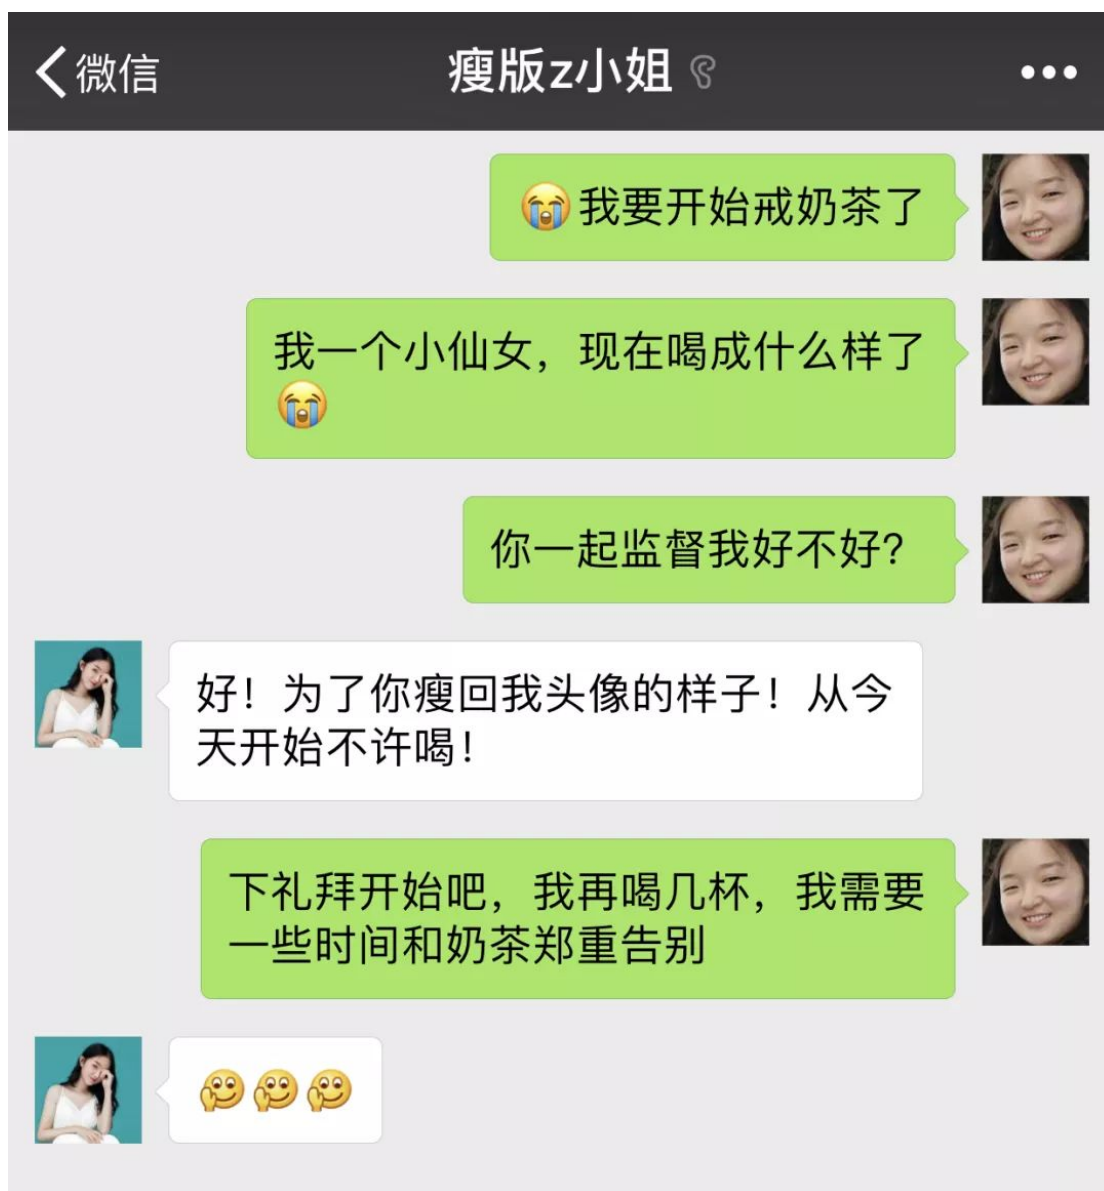 微信
瘦版z小姐
😭我要开始戒奶茶了
我一个小仙女，现在喝成什么样了
😭
你一起监督我好不好？
好！为了你瘦回我头像的样子！从今
天开始不许喝！
下礼拜开始吧，我再喝几杯，我需要
一些时间和奶茶郑重告别